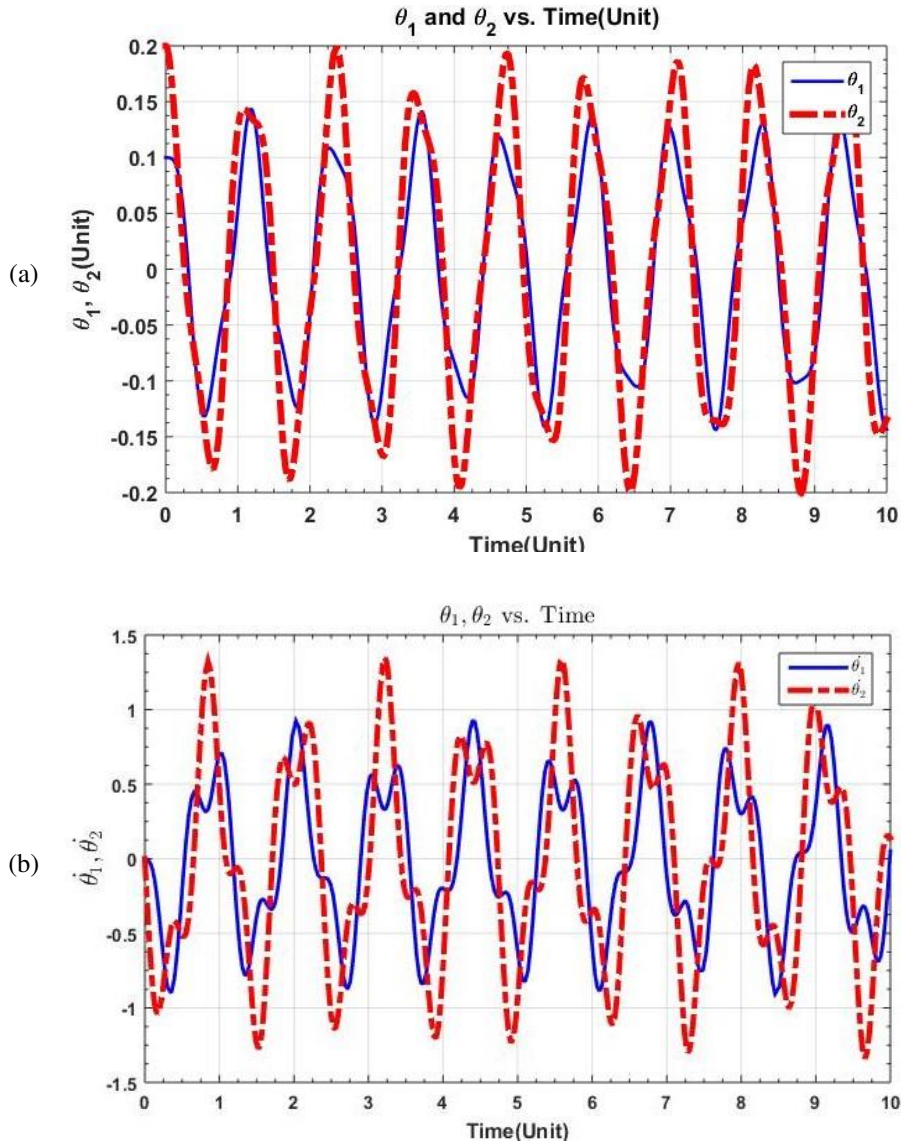 θ₁ and θ₂ vs. Time(Unit)
0.2
0.15
0.1
0.05
0
-0.05
-0.1
-0.15
-0.2
θ₁, θ₂(Unit)
(a)
θ₁
θ₂
0 1 2 3 4 5 6 7 8 9 10
Time(Unit)
θ₁, θ₂ vs. Time
1.5
1
0.5
0
-0.5
-1
-1.5
θ̇₁, θ̇₂
(b)
θ̇₁
θ̇₂
0 1 2 3 4 5 6 7 8 9 10
Time(Unit)